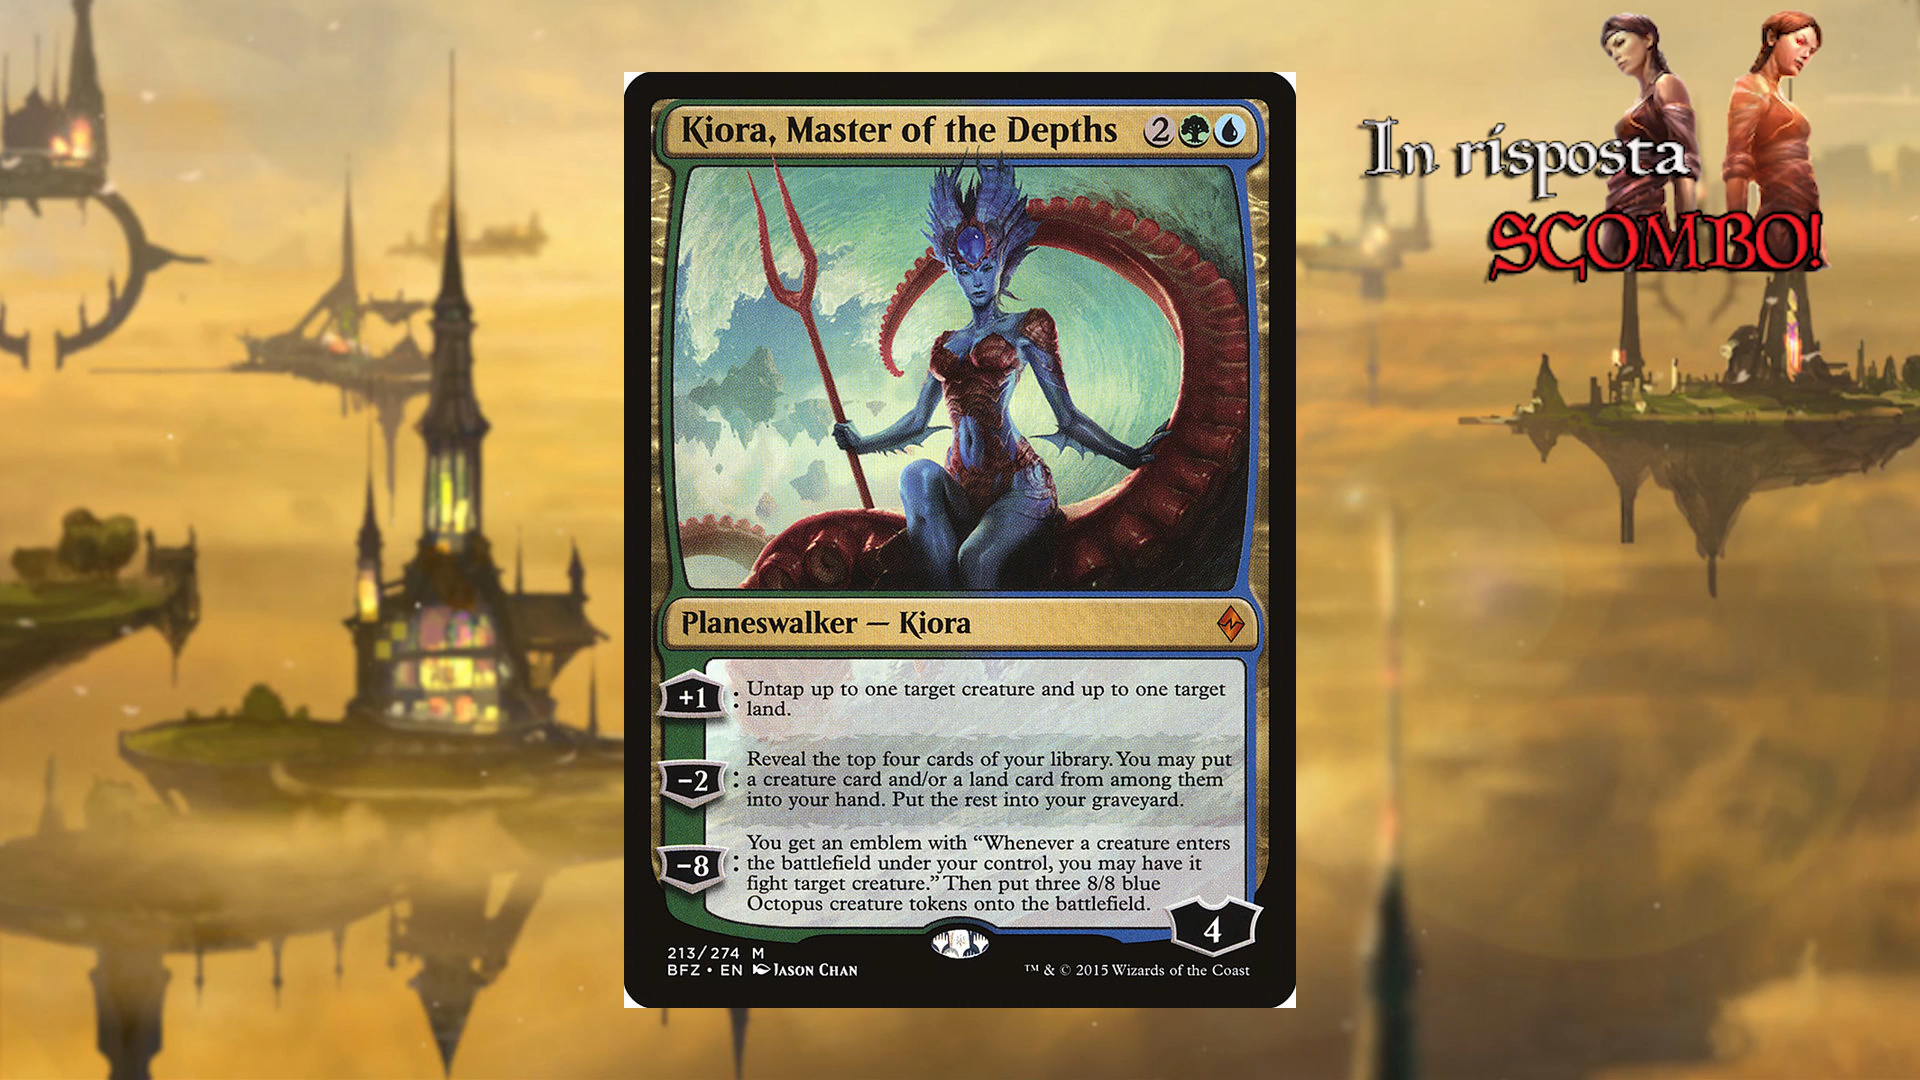 In risposta
SCOMBO!
Kiora, Master of the Depths 2
Planeswalker — Kiora
+1: Untap up to one target creature and up to one target
land.
−2: Reveal the top four cards of your library. You may put
a creature card and/or a land card from among them
into your hand. Put the rest into your graveyard.
−8: You get an emblem with “Whenever a creature enters
the battlefield under your control, you may have it
fight target creature.” Then put three 8/8 blue
Octopus creature tokens onto the battlefield.
4
213/274 M
BFZ • EN Jason Chan
™ & © 2015 Wizards of the Coast